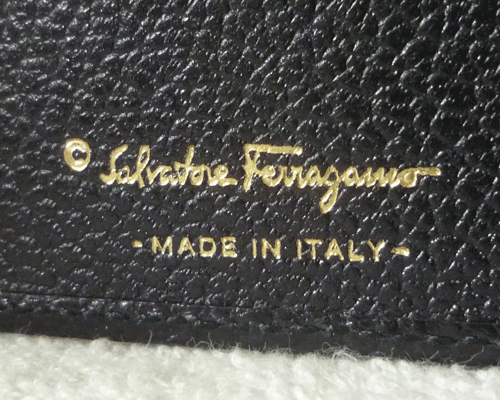 © Salvatore Ferragamo
- MADE IN ITALY -